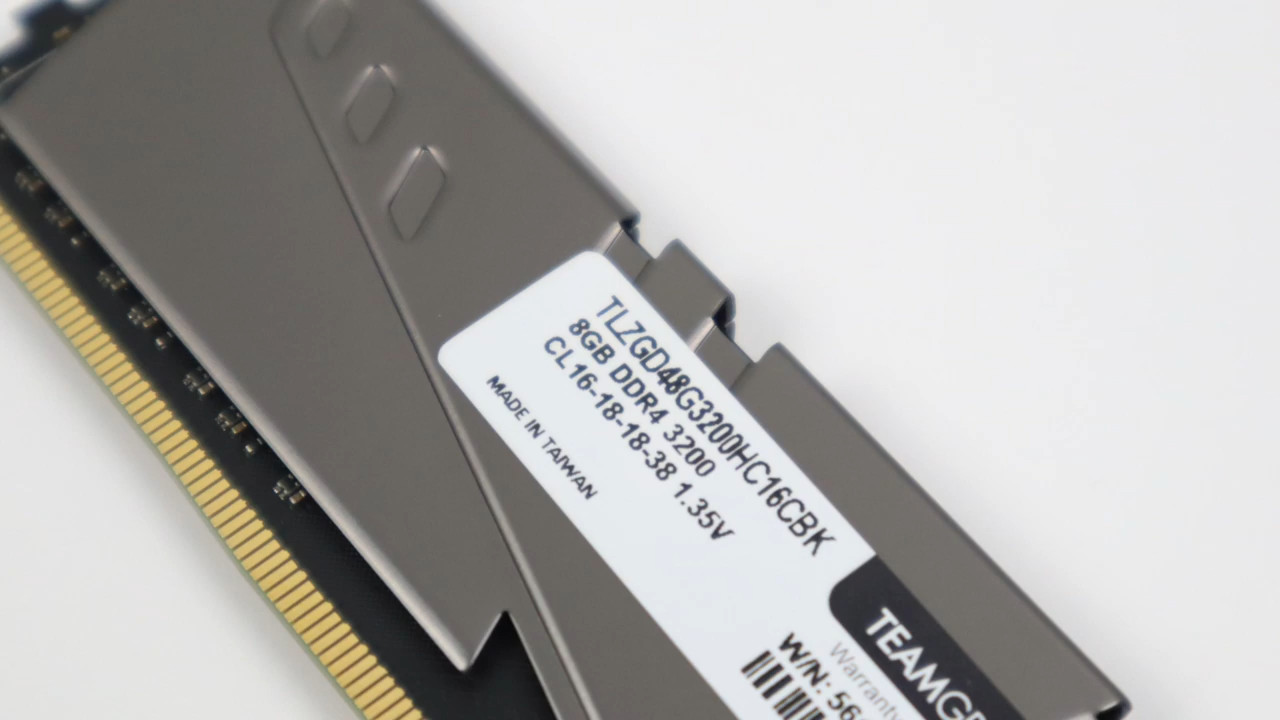 TLZGD48G3200HC16CBK
8GB DDR4 3200
CL16-18-18-38 1.35V
MADE IN TAIWAN
TEAMGR
Warranty
W/N: 56